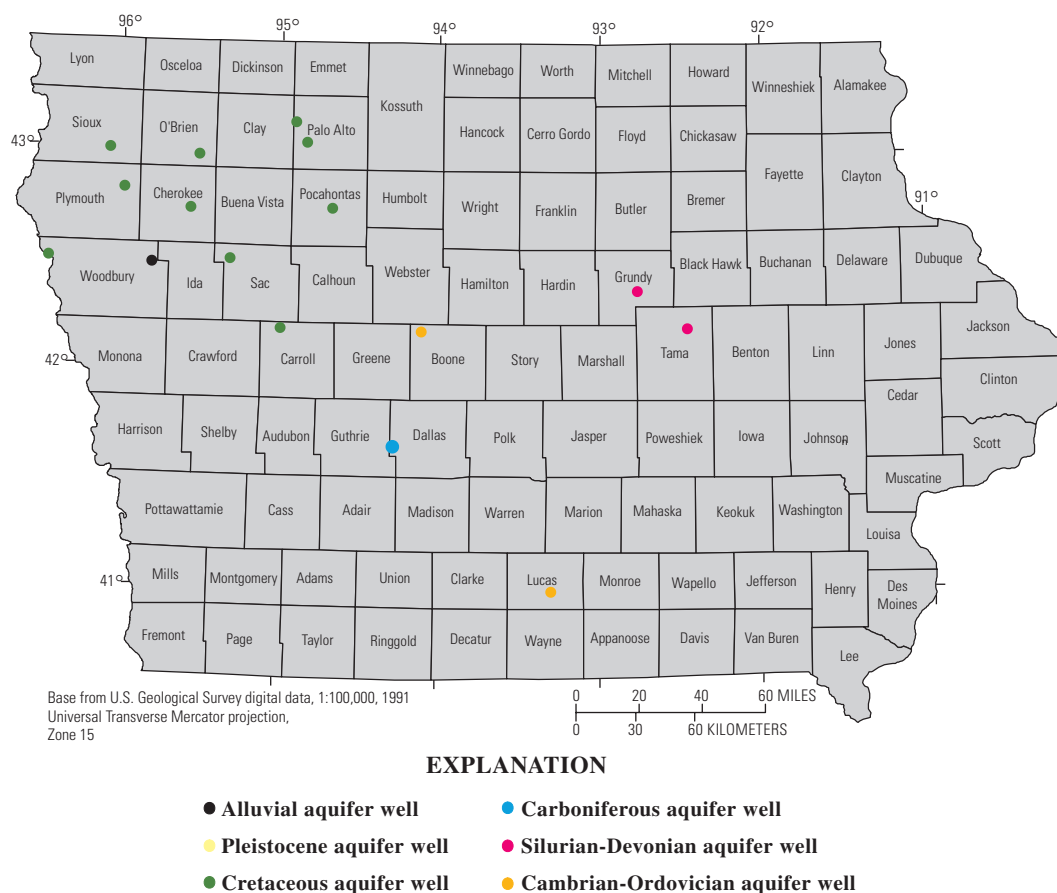 96° 95° 94° 93° 92°
Lyon Osceloa Dickinson Emmet Winnebago Worth Mitchell Howard Winneshiek Alamakee
Kossuth
43° Sioux O'Brien Clay Palo Alto Hancock Cerro Gordo Floyd Chickasaw
Fayette Clayton
91°
Plymouth Cherokee Buena Vista Pocahontas Humbolt Wright Franklin Butler Bremer
Woodbury Ida Sac Calhoun Webster Hamilton Hardin Grundy Black Hawk Buchanan Delaware Dubuque
42° Monona Crawford Carroll Greene Boone Story Marshall Tama Benton Linn Jones Jackson
Clinton
Cedar
Harrison Shelby Audubon Guthrie Dallas Polk Jasper Poweshiek Iowa Johnson n Scott
Muscatine
Pottawattamie Cass Adair Madison Warren Marion Mahaska Keokuk Washington
Louisa
41° Mills Montgomery Adams Union Clarke Lucas Monroe Wapello Jefferson Henry Des
Moines
Fremont Page Taylor Ringgold Decatur Wayne Appanoose Davis Van Buren
Lee
Base from U.S. Geological Survey digital data, 1:100,000, 1991
Universal Transverse Mercator projection,
Zone 15
0 20 40 60 MILES
0 30 60 KILOMETERS
EXPLANATION
Alluvial aquifer well
Carboniferous aquifer well
Pleistocene aquifer well
Silurian-Devonian aquifer well
Cretaceous aquifer well
Cambrian-Ordovician aquifer well